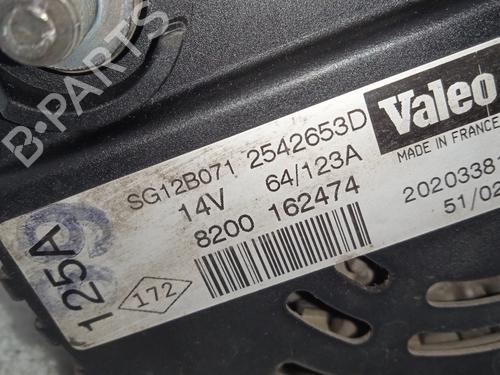 B-PARTS
Valeo
MADE IN FRANCE
SG12B071 2542653D
14V 64/123A
8200 162474
2020338
51/02
125A
172